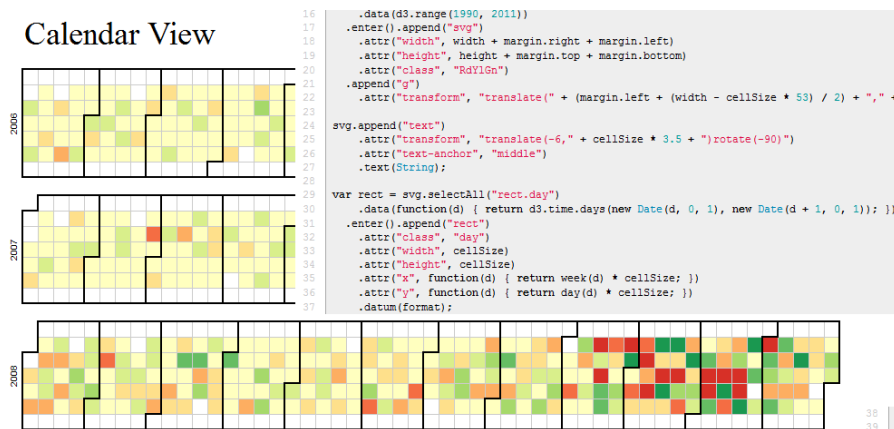 Calendar View
2006
2007
2008
16 .data(d3.range(1990, 2011))
17 .enter().append("svg")
18 .attr("width", width + margin.right + margin.left)
19 .attr("height", height + margin.top + margin.bottom)
20 .attr("class", "RdYlGn")
21 .append("g")
22 .attr("transform", "translate(" + (margin.left + (width - cellSize * 53) / 2) + "," +
23
24 svg.append("text")
25 .attr("transform", "translate(-6," + cellSize * 3.5 + ")rotate(-90)")
26 .attr("text-anchor", "middle")
27 .text(String);
28
29 var rect = svg.selectAll("rect.day")
30 .data(function(d) { return d3.time.days(new Date(d, 0, 1), new Date(d + 1, 0, 1)); })
31 .enter().append("rect")
32 .attr("class", "day")
33 .attr("width", cellSize)
34 .attr("height", cellSize)
35 .attr("x", function(d) { return week(d) * cellSize; })
36 .attr("y", function(d) { return day(d) * cellSize; })
37 .datum(format);
38
39